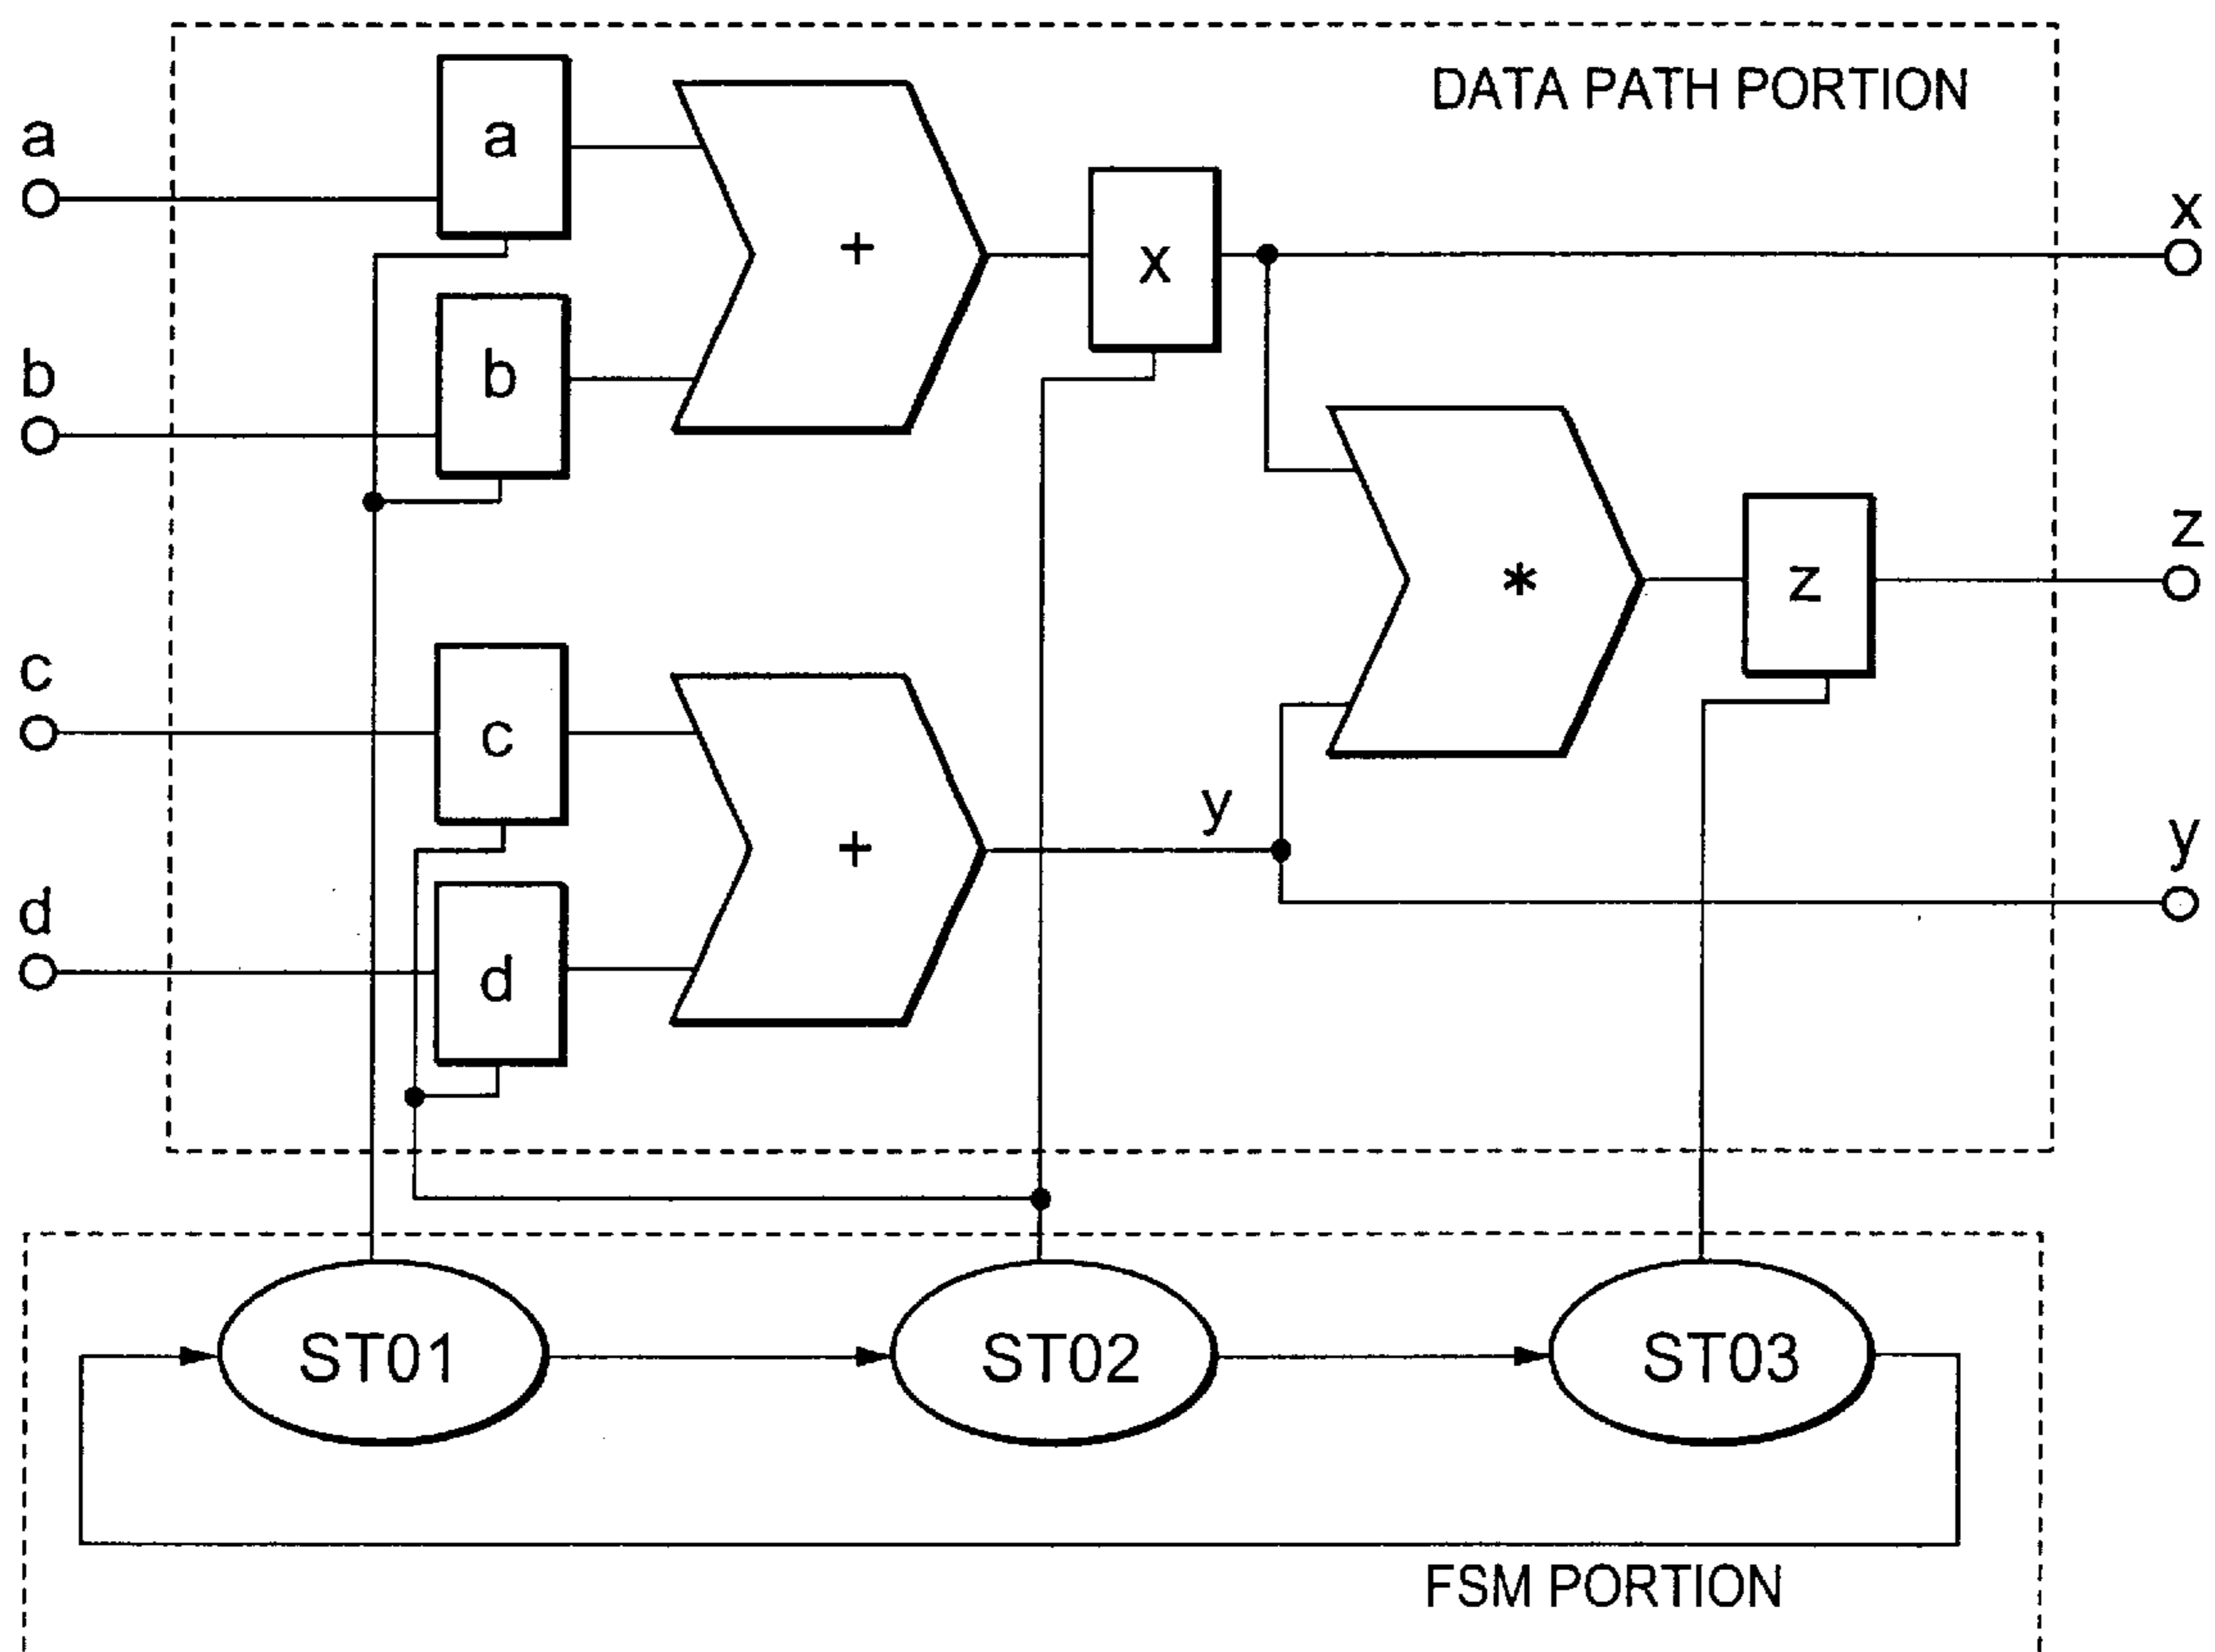 DATA PATH PORTION
a
a
+
x
x
b
b
*
z
z
c
c
+
y
y
d
d
ST01
ST02
ST03
FSM PORTION